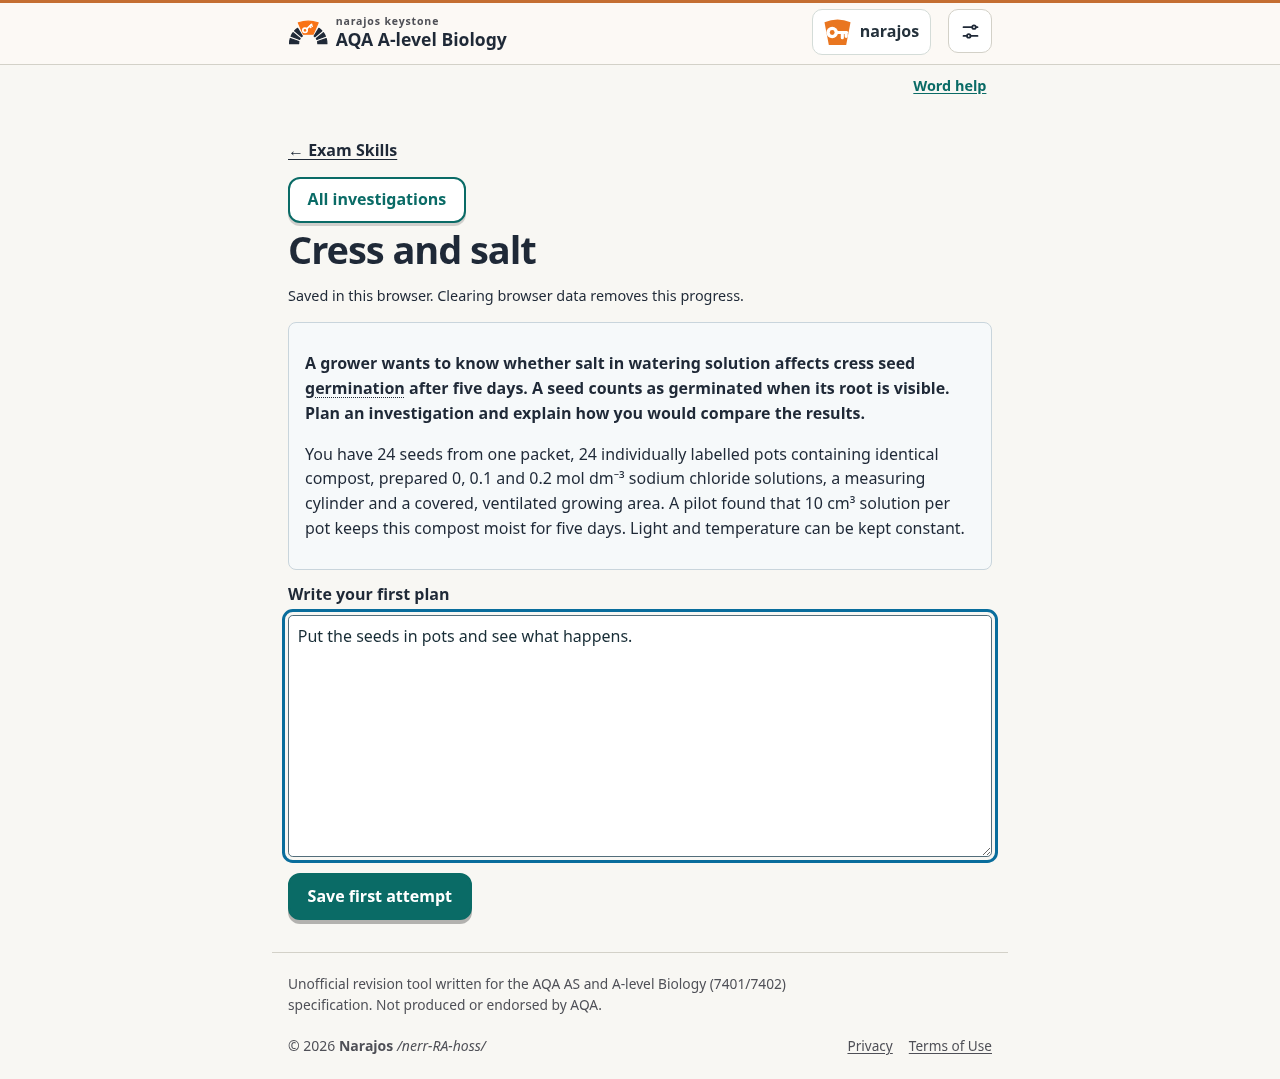 narajos keystone
AQA A-level Biology
narajos
Word help
← Exam Skills
All investigations
Cress and salt
Saved in this browser. Clearing browser data removes this progress.
A grower wants to know whether salt in watering solution affects cress seed
germination after five days. A seed counts as germinated when its root is visible.
Plan an investigation and explain how you would compare the results.
You have 24 seeds from one packet, 24 individually labelled pots containing identical
compost, prepared 0, 0.1 and 0.2 mol dm⁻³ sodium chloride solutions, a measuring
cylinder and a covered, ventilated growing area. A pilot found that 10 cm³ solution per
pot keeps this compost moist for five days. Light and temperature can be kept constant.
Write your first plan
Put the seeds in pots and see what happens.
Save first attempt
Unofficial revision tool written for the AQA AS and A-level Biology (7401/7402)
specification. Not produced or endorsed by AQA.
© 2026 Narajos /nerr-RA-hoss/
Privacy
Terms of Use